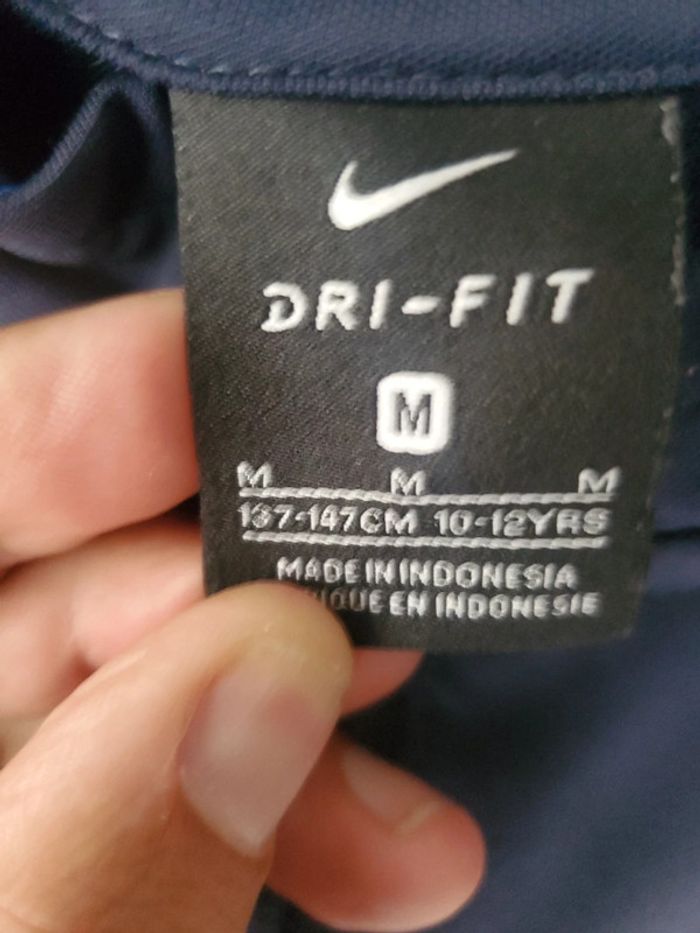 DRI-FIT
M
M M M
137-147CM 10-12YRS
MADE IN INDONESIA
EN INDONESIE